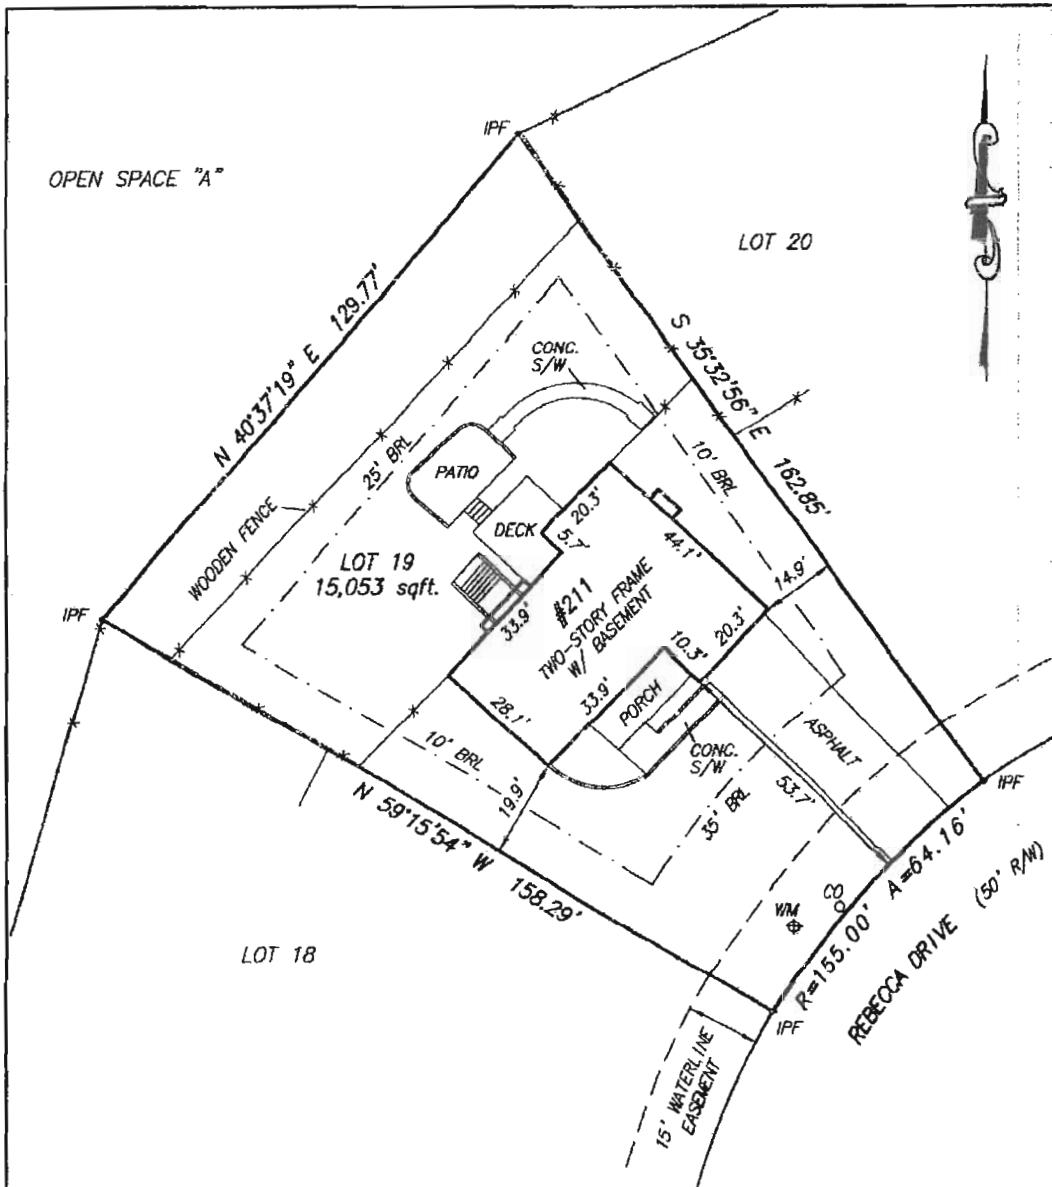 IPF
OPEN SPACE "A"
LOT 20
N 40°37'19" E 129.77'
S 35°32'56" E 162.85'
CONC.
S/W
25' BRL
10' BRL
PATIO
WOODEN FENCE
DECK
20.3'
5.7'
44.1'
LOT 19
15,053 sqft.
14.9'
IPF
33.9'
#211
TWO-STORY FRAME
W/ BASEMENT
20.3'
10.3'
33.9'
PORCH
28.1'
10' BRL
CONC.
S/W
ASPHALT
19.9'
53.7'
35' BRL
IPF
N 59°15'54" W 158.29'
R=155.00' A=64.16'
WM
CO
REBECCA DRIVE (50' R/W)
LOT 18
IPF
15' WATERLINE
EASEMENT